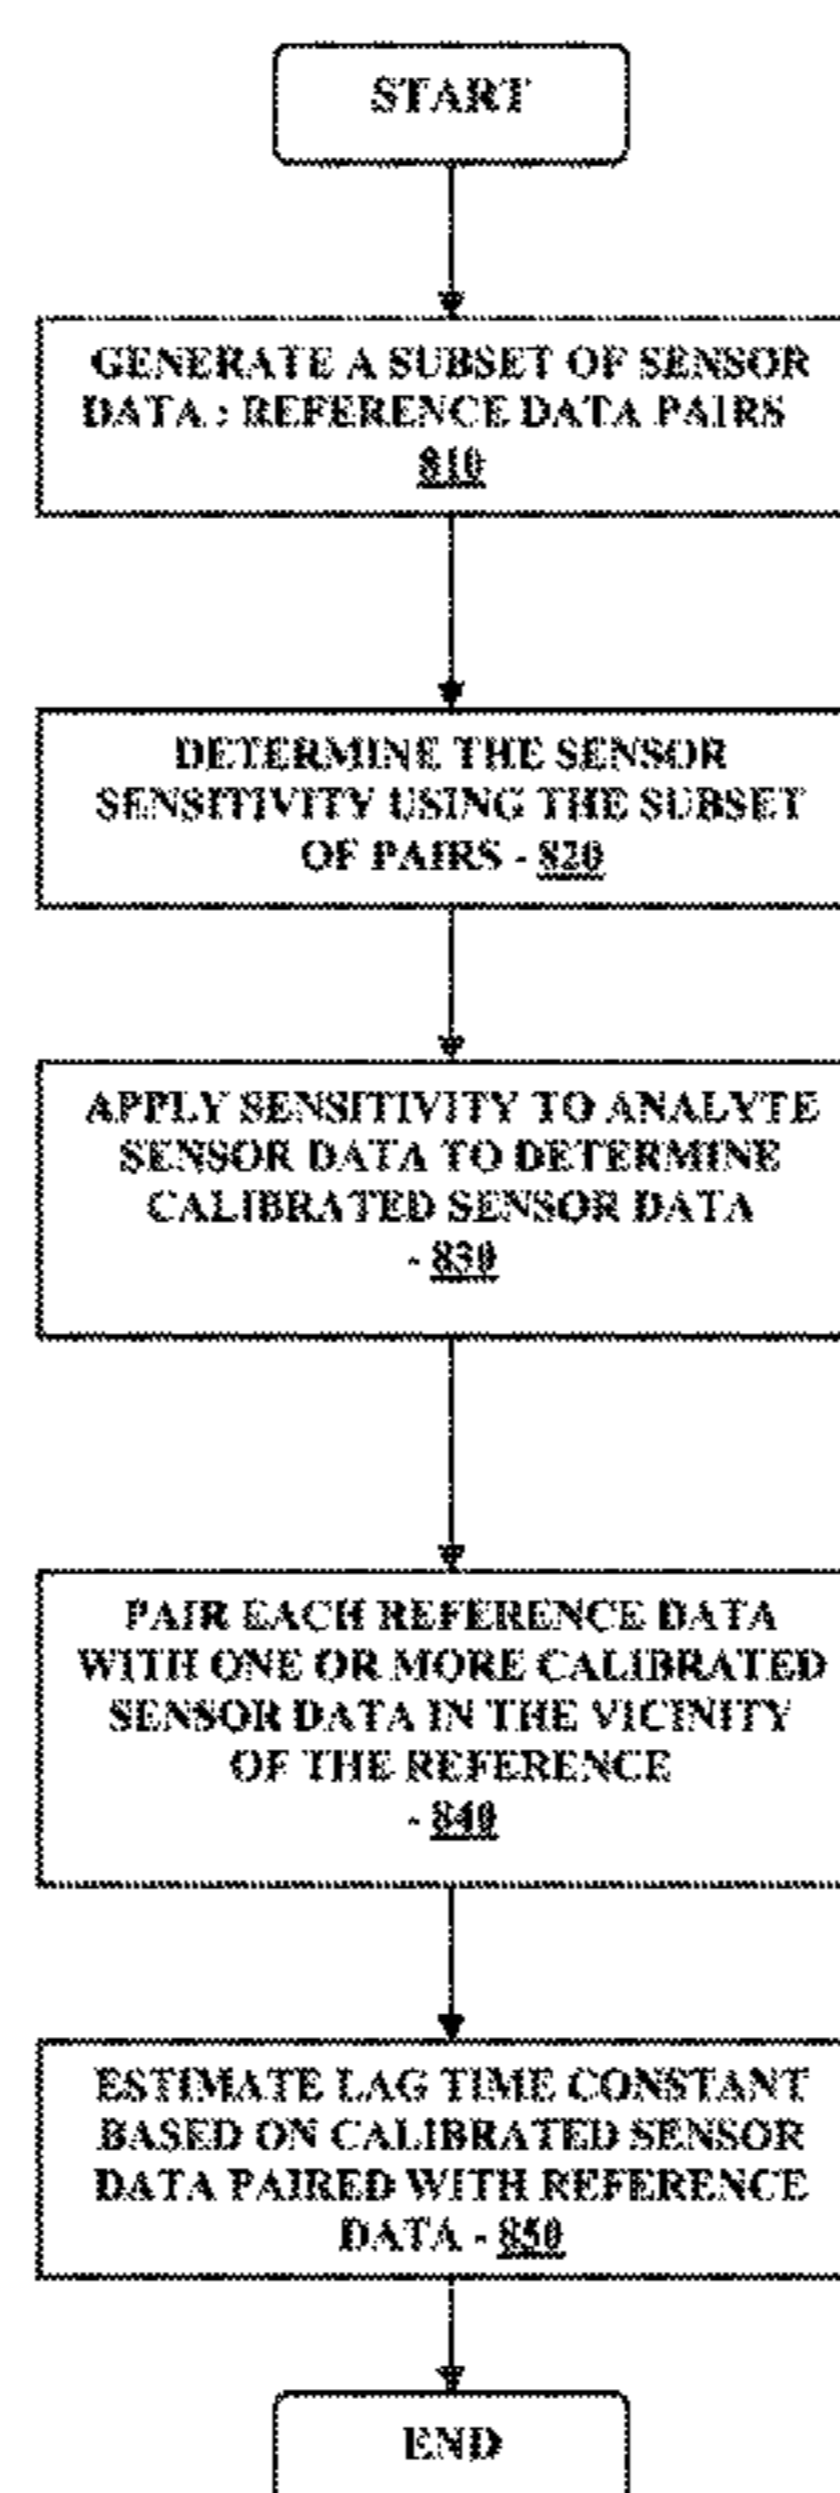 START
GENERATE A SUBSET OF SENSOR
DATA : REFERENCE DATA PAIRS
810
DETERMINE THE SENSOR
SENSITIVITY USING THE SUBSET
OF PAIRS - 820
APPLY SENSITIVITY TO ANALYTE
SENSOR DATA TO DETERMINE
CALIBRATED SENSOR DATA
- 830
PAIR EACH REFERENCE DATA
WITH ONE OR MORE CALIBRATED
SENSOR DATA IN THE VICINITY
OF THE REFERENCE
- 840
ESTIMATE LAG TIME CONSTANT
BASED ON CALIBRATED SENSOR
DATA PAIRED WITH REFERENCE
DATA - 850
END